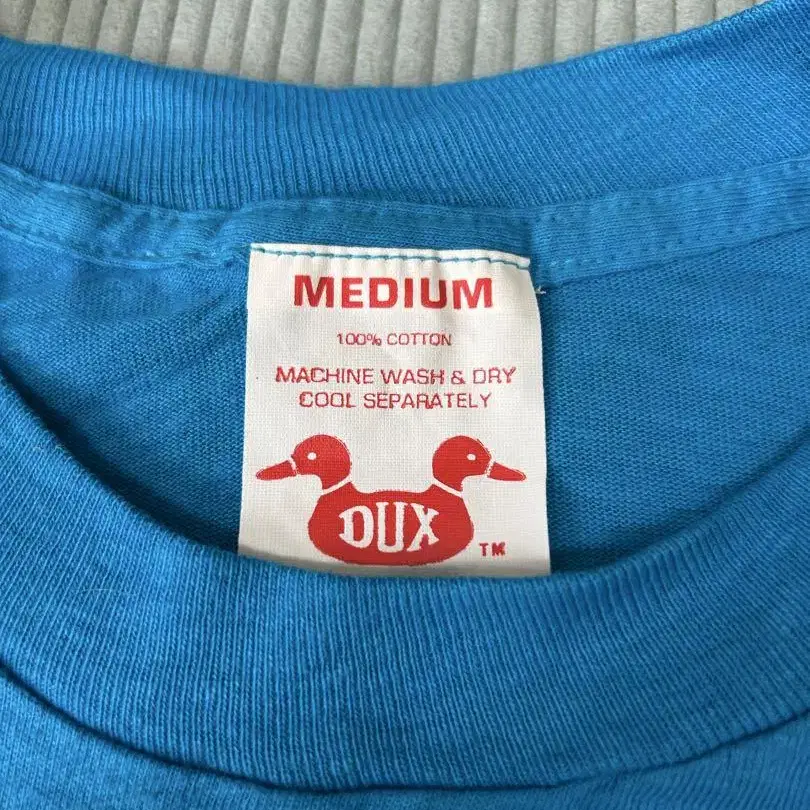 MEDIUM
100% COTTON
MACHINE WASH & DRY
COOL SEPARATELY
DUX
TM